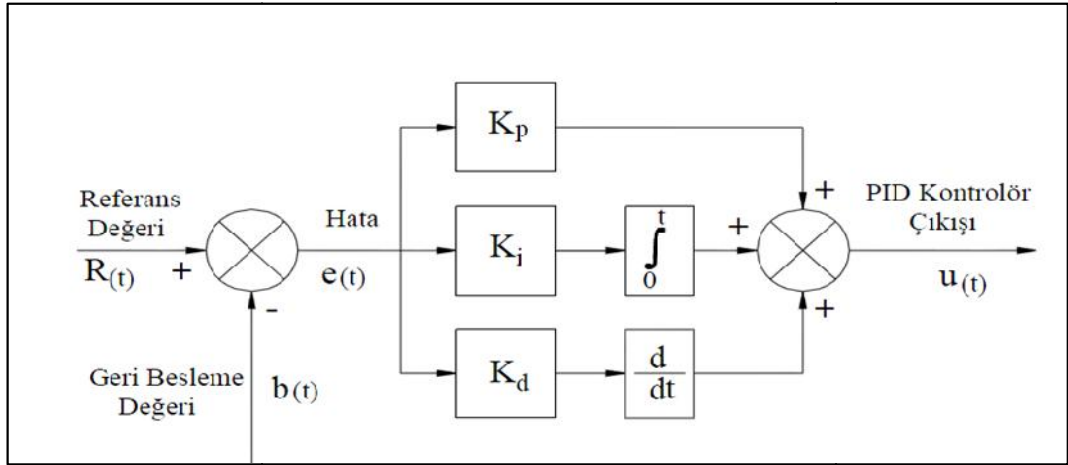 Kp
Referans
Değeri
R(t)
+
-
Hata
e(t)
Ki
t
∫
0
+
+
+
PID Kontrolör
Çıkışı
u(t)
Geri Besleme
Değeri
b(t)
Kd
d
dt